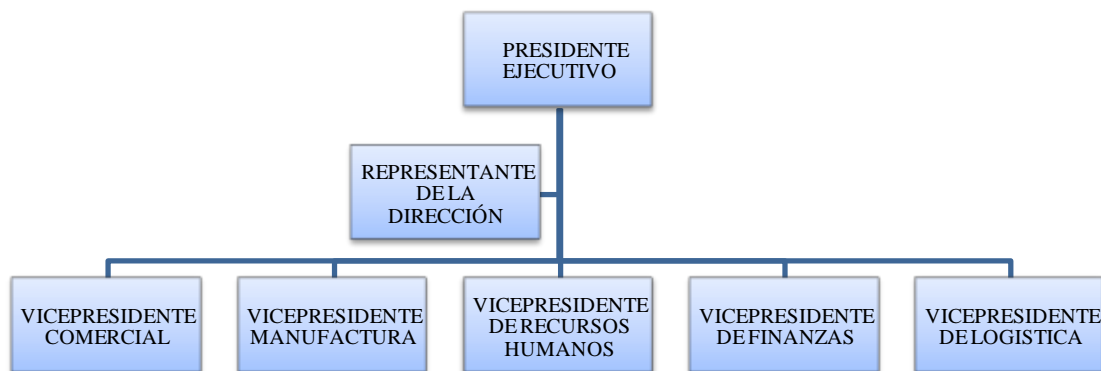 PRESIDENTE
EJECUTIVO
REPRESENTANTE
DE LA
DIRECCIÓN
VICEPRESIDENTE
COMERCIAL
VICEPRESIDENTE
MANUFACTURA
VICEPRESIDENTE
DE RECURSOS
HUMANOS
VICEPRESIDENTE
DE FINANZAS
VICEPRESIDENTE
DE LOGISTICA